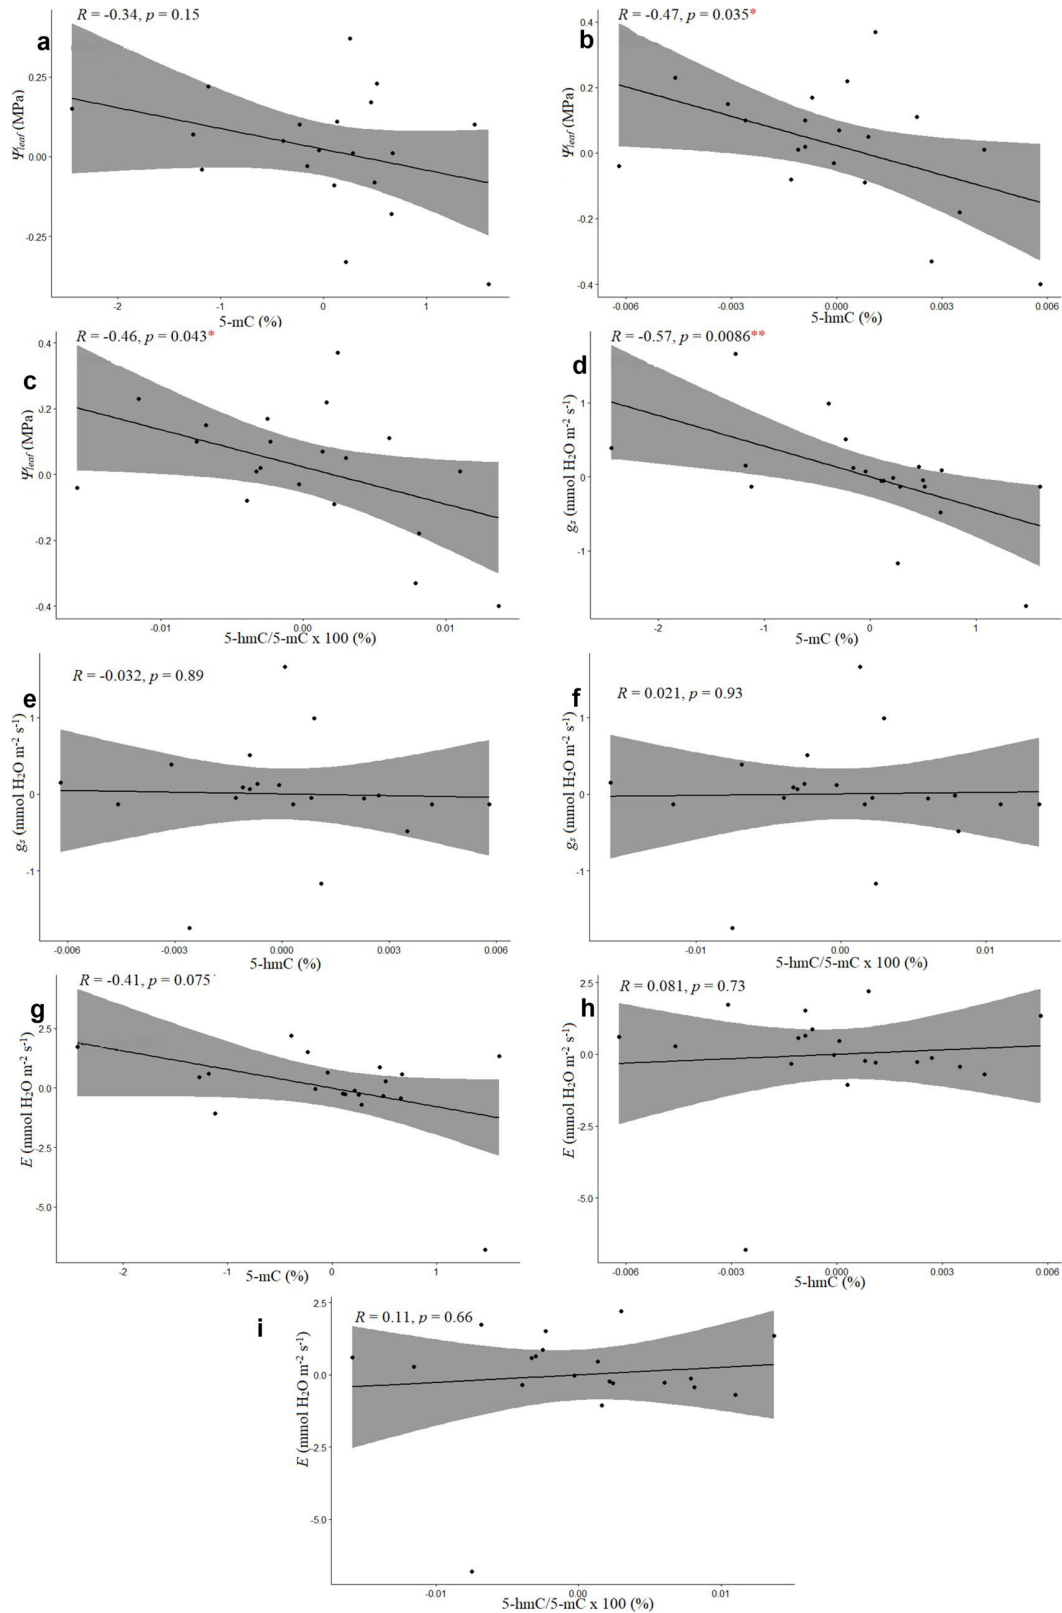 R = -0.34, p = 0.15
a
Ψleaf (MPa)
0.25
0.00
-0.25
-2
-1
0
1
5-mC (%)
R = -0.47, p = 0.035*
b
Ψleaf (MPa)
0.4
0.2
0.0
-0.2
-0.4
-0.006
-0.003
0.000
0.003
0.006
5-hmC (%)
R = -0.46, p = 0.043*
c
Ψleaf (MPa)
0.4
0.2
0.0
-0.2
-0.4
-0.01
0.00
0.01
5-hmC/5-mC x 100 (%)
R = -0.57, p = 0.0086**
d
gs (mmol H2O m-2 s-1)
1
0
-1
-2
-1
0
1
5-mC (%)
R = -0.032, p = 0.89
e
gs (mmol H2O m-2 s-1)
1
0
-1
-0.006
-0.003
0.000
0.003
0.006
5-hmC (%)
R = 0.021, p = 0.93
f
gs (mmol H2O m-2 s-1)
1
0
-1
-0.01
0.00
0.01
5-hmC/5-mC x 100 (%)
R = -0.41, p = 0.075·
g
E (mmol H2O m-2 s-1)
2.5
0.0
-2.5
-5.0
-2
-1
0
1
5-mC (%)
R = 0.081, p = 0.73
h
E (mmol H2O m-2 s-1)
2.5
0.0
-2.5
-5.0
-0.006
-0.003
0.000
0.003
0.006
5-hmC (%)
R = 0.11, p = 0.66
i
E (mmol H2O m-2 s-1)
2.5
0.0
-2.5
-5.0
-0.01
0.00
0.01
5-hmC/5-mC x 100 (%)